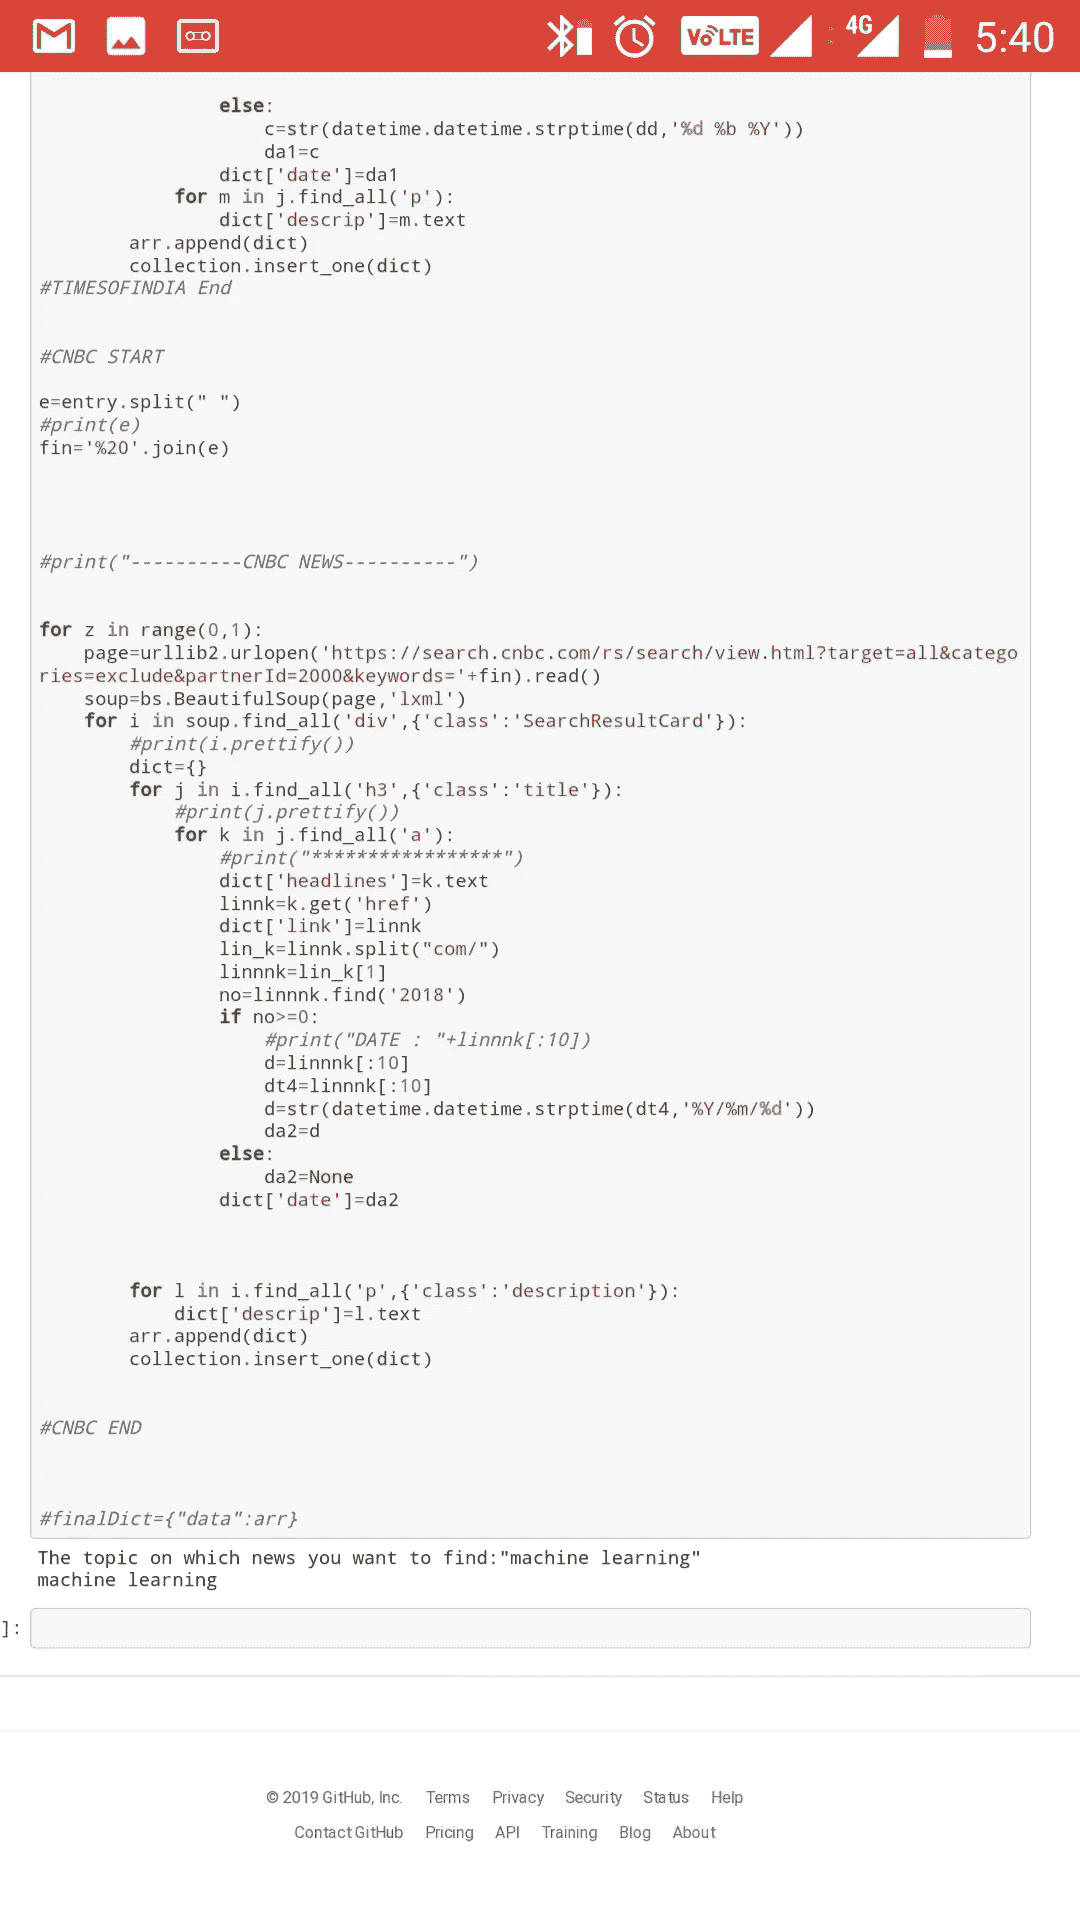 VoLTE 4G 5:40
else:
c=str(datetime.datetime.strptime(dd,'%d %b %Y'))
da1=c
dict['date']=da1
for m in j.find_all('p'):
dict['descrip']=m.text
arr.append(dict)
collection.insert_one(dict)
#TIMESOFINDIA End
#CNBC START
e=entry.split(" ")
#print(e)
fin='%20'.join(e)
#print("----------CNBC NEWS----------")
for z in range(0,1):
page=urllib2.urlopen('https://search.cnbc.com/rs/search/view.html?target=all&catego
ries=exclude&partnerId=2000&keywords='+fin).read()
soup=bs.BeautifulSoup(page,'lxml')
for i in soup.find_all('div',{'class':'SearchResultCard'}):
#print(i.prettify())
dict={}
for j in i.find_all('h3',{'class':'title'}):
#print(j.prettify())
for k in j.find_all('a'):
#print("*****************")
dict['headlines']=k.text
linnk=k.get('href')
dict['link']=linnk
lin_k=linnk.split("com/")
linnnk=lin_k[1]
no=linnnk.find('2018')
if no>=0:
#print("DATE : "+linnnk[:10])
d=linnnk[:10]
dt4=linnnk[:10]
d=str(datetime.datetime.strptime(dt4,'%Y/%m/%d'))
da2=d
else:
da2=None
dict['date']=da2
for l in i.find_all('p',{'class':'description'}):
dict['descrip']=l.text
arr.append(dict)
collection.insert_one(dict)
#CNBC END
#finalDict={"data":arr}
The topic on which news you want to find:"machine learning"
machine learning
]:
© 2019 GitHub, Inc. Terms Privacy Security Status Help
Contact GitHub Pricing API Training Blog About